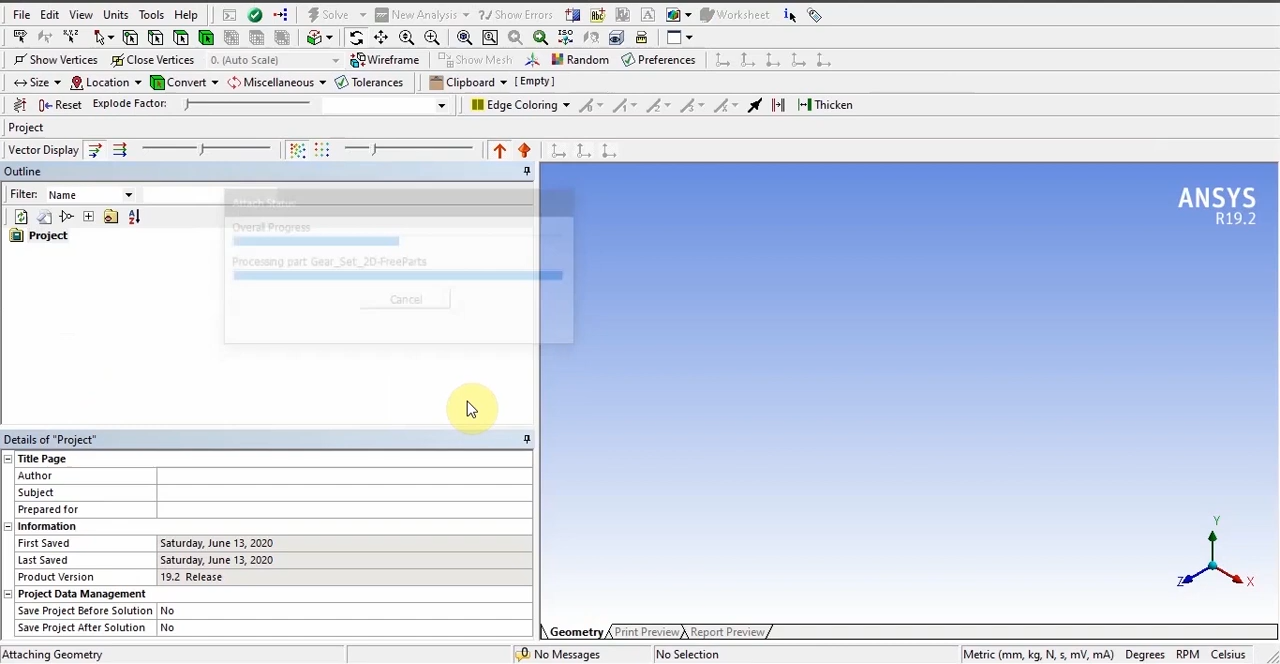 File Edit View Units Tools Help Solve New Analysis ?/ Show Errors Worksheet
Show Vertices Close Vertices 0. (Auto Scale) Wireframe Show Mesh Random Preferences
Size Location Convert Miscellaneous Tolerances Clipboard [ Empty ]
Reset Explode Factor: Edge Coloring Thicken
Project
Vector Display
Outline
Filter: Name
Project
Attach Status
Overall Progress
Processing part Gear_Set_2D-FreeParts
Cancel
ANSYS
R19.2
Details of "Project"
Title Page
Author
Subject
Prepared for
Information
First Saved Saturday, June 13, 2020
Last Saved Saturday, June 13, 2020
Product Version 19.2 Release
Project Data Management
Save Project Before Solution No
Save Project After Solution No
Y
Z X
Geometry Print Preview Report Preview
Attaching Geometry 0 No Messages No Selection Metric (mm, kg, N, s, mV, mA) Degrees RPM Celsius